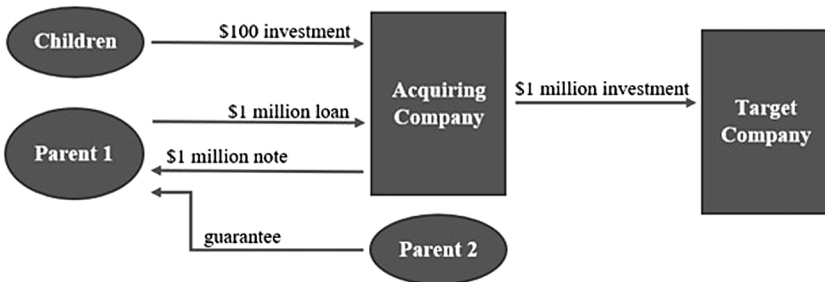 Children
$100 investment
Acquiring
Company
$1 million investment
Target
Company
Parent 1
$1 million loan
$1 million note
guarantee
Parent 2